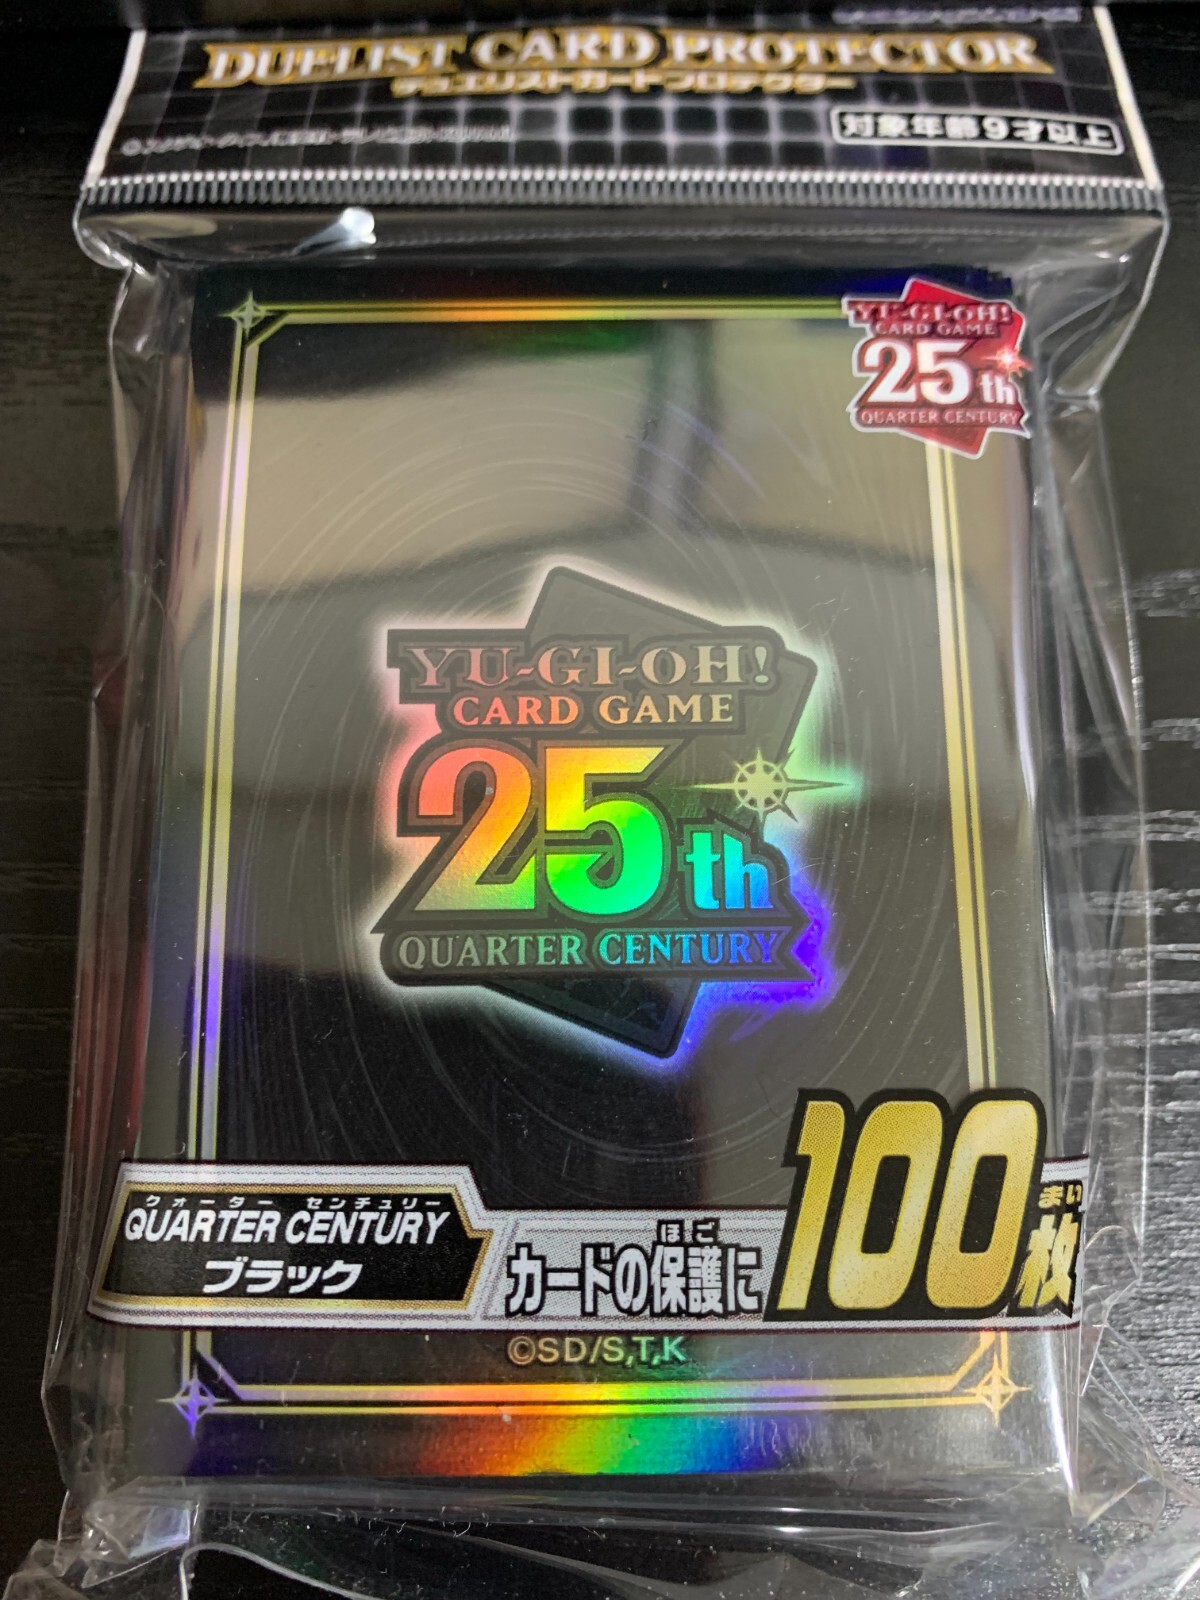 DUELIST CARD PROTECTOR
デュエリストカードプロテクター
対象年齢9才以上
YU-GI-OH!
CARD GAME
25th
QUARTER CENTURY
YU-GI-OH!
CARD GAME
25th
QUARTER CENTURY
クォーター センチュリー
QUARTER CENTURY
ブラック
ほご
カードの保護に
まい
100枚
©SD/S,T,K